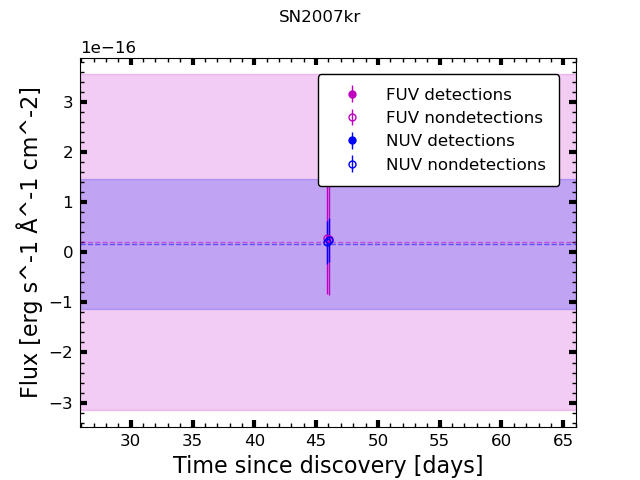 SN2007kr
1e−16
FUV detections
FUV nondetections
NUV detections
NUV nondetections
3
2
1
0
−1
−2
−3
Flux [erg s^-1 Å^-1 cm^-2]
30 35 40 45 50 55 60 65
Time since discovery [days]